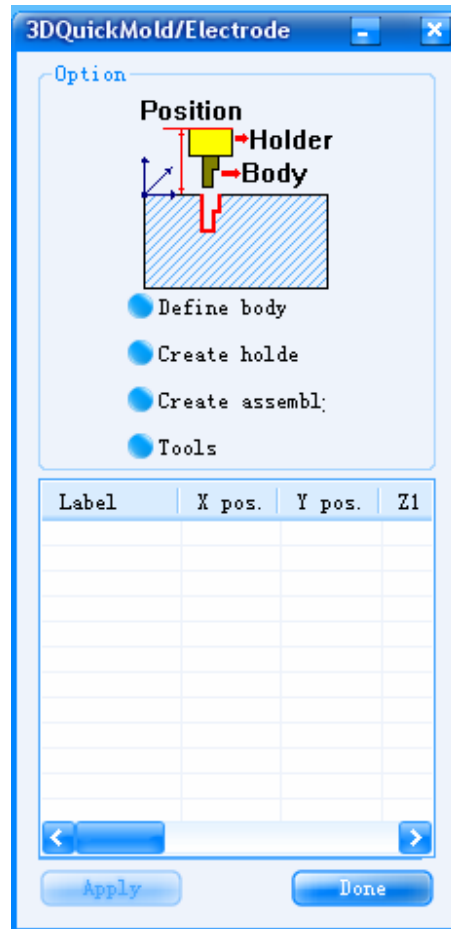 3DQuickMold/Electrode
Option
Position
Holder
Body
Define body
Create holde
Create assembl
Tools
Label X pos. Y pos. Z1
Apply Done